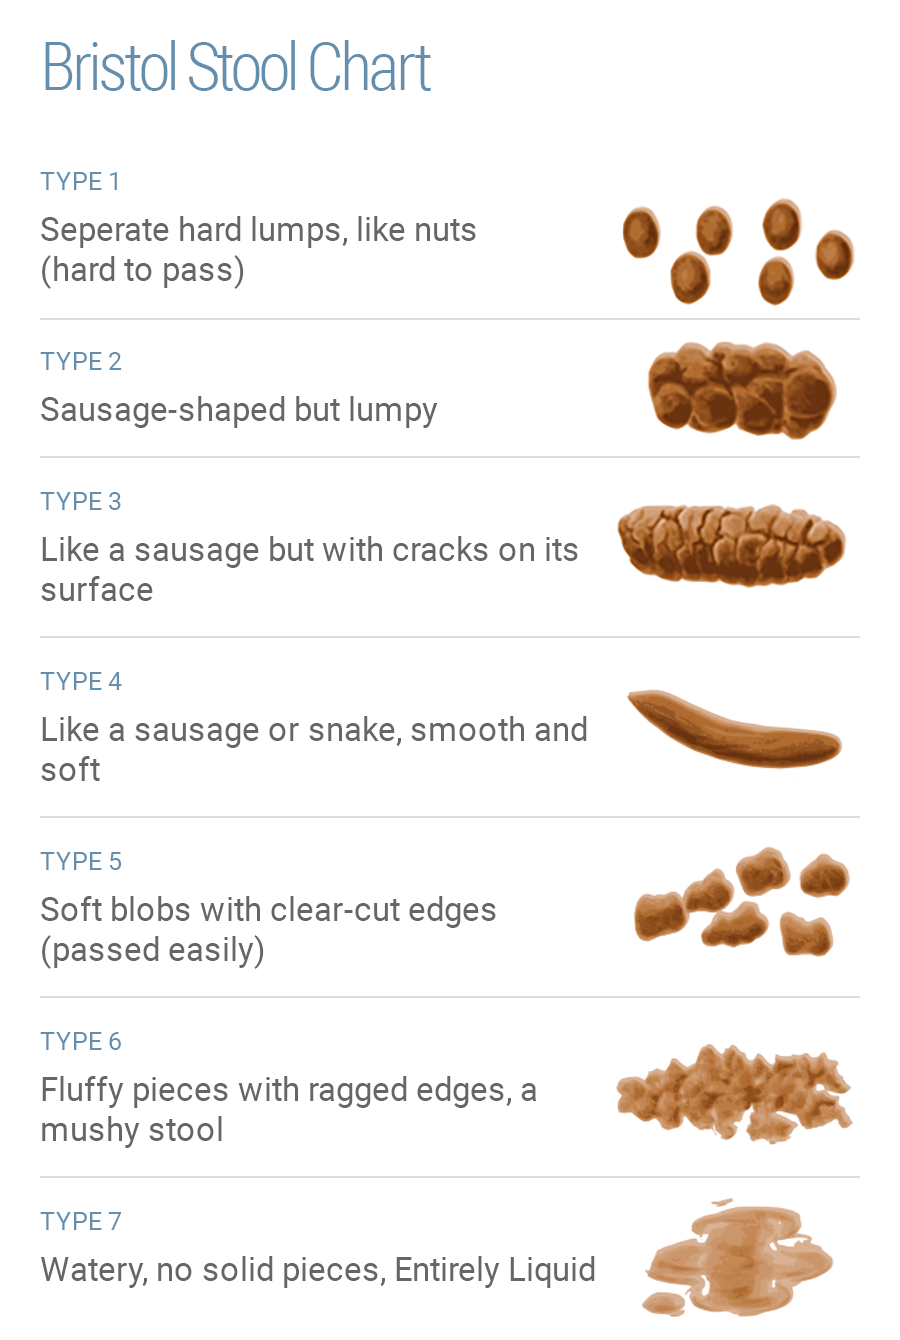 Bristol Stool Chart
TYPE 1
Seperate hard lumps, like nuts
(hard to pass)
TYPE 2
Sausage-shaped but lumpy
TYPE 3
Like a sausage but with cracks on its
surface
TYPE 4
Like a sausage or snake, smooth and
soft
TYPE 5
Soft blobs with clear-cut edges
(passed easily)
TYPE 6
Fluffy pieces with ragged edges, a
mushy stool
TYPE 7
Watery, no solid pieces, Entirely Liquid